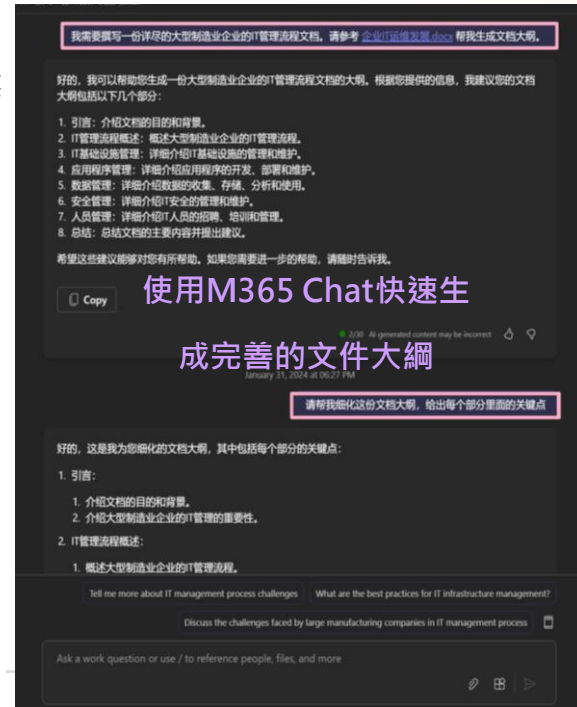 我需要撰写一份详尽的大型制造业企业的IT管理流程文档。请参考 企业IT运维发展.docx 帮我生成文档大纲。
好的，我可以帮助您生成一份大型制造业企业的IT管理流程文档的大纲。根据您提供的信息，我建议您的文档
大纲包括以下几个部分：
1. 引言：介绍文档的目的和背景。
2. IT管理流程概述：概述大型制造业企业的IT管理流程。
3. IT基础设施管理：详细介绍IT基础设施的管理和维护。
4. 应用程序管理：详细介绍应用程序的开发、部署和维护。
5. 数据管理：详细介绍数据的收集、存储、分析和使用。
6. 安全管理：详细介绍IT安全的管理和维护。
7. 人员管理：详细介绍IT人员的招聘、培训和管理。
8. 总结：总结文档的主要内容并提出建议。
希望这些建议能够对您有所帮助。如果您需要进一步的帮助，请随时告诉我。
Copy
使用M365 Chat快速生
2/30 AI generated content may be incorrect
成完善的文件大綱
January 31, 2024 at 06:27 PM
请帮我细化这份文档大纲，给出每个部分里面的关键点
好的，这是我为您细化的文档大纲，其中包括每个部分的关键点：
1. 引言：
1. 介绍文档的目的和背景。
2. 介绍大型制造业企业的IT管理的重要性。
2. IT管理流程概述：
1. 概述大型制造业企业的IT管理流程。
Tell me more about IT management process challenges
What are the best practices for IT infrastructure management?
Discuss the challenges faced by large manufacturing companies in IT management process
Ask a work question or use / to reference people, files, and more